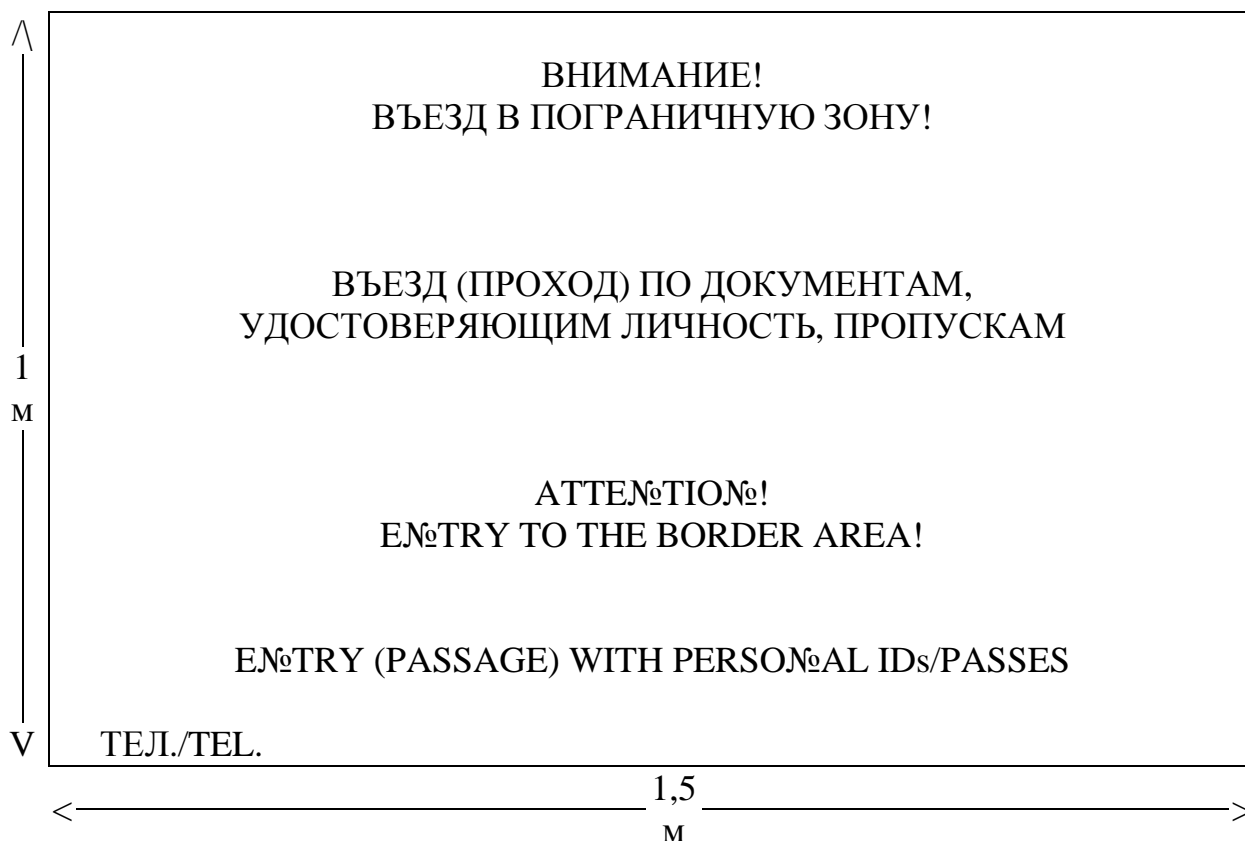 ВНИМАНИЕ!
ВЪЕЗД В ПОГРАНИЧНУЮ ЗОНУ!
ВЪЕЗД (ПРОХОД) ПО ДОКУМЕНТАМ,
УДОСТОВЕРЯЮЩИМ ЛИЧНОСТЬ, ПРОПУСКАМ
1
м
ATTE№TIO№!
E№TRY TO THE BORDER AREA!
E№TRY (PASSAGE) WITH PERSO№AL IDs/PASSES
ТЕЛ./TEL.
1,5
м